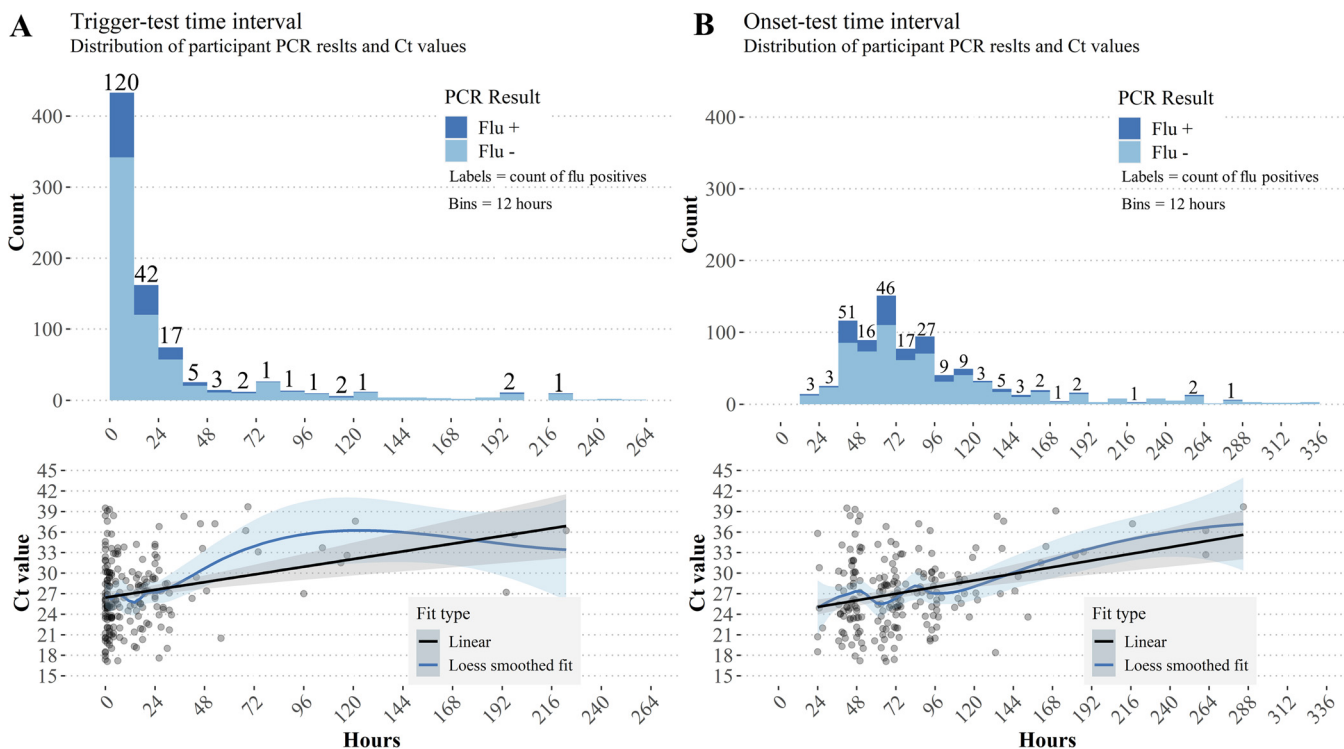 A
Trigger-test time interval
Distribution of participant PCR reslts and Ct values
Count
400
300
200
100
0
120
42
17
5
3
2
1
1
1
2
1
2
1
PCR Result
Flu +
Flu -
Labels = count of flu positives
Bins = 12 hours
0 24 48 72 96 120 144 168 192 216 240 264
Ct value
45
42
39
36
33
30
27
24
21
18
15
Fit type
Linear
Loess smoothed fit
0 24 48 72 96 120 144 168 192 216 240 264
Hours
B
Onset-test time interval
Distribution of participant PCR reslts and Ct values
Count
400
300
200
100
0
3
3
51
16
46
17
27
9
9
3
5
3
2
1
2
1
2
1
PCR Result
Flu +
Flu -
Labels = count of flu positives
Bins = 12 hours
0 24 48 72 96 120 144 168 192 216 240 264 288 312 336
Ct value
45
42
39
36
33
30
27
24
21
18
15
Fit type
Linear
Loess smoothed fit
0 24 48 72 96 120 144 168 192 216 240 264 288 312 336
Hours